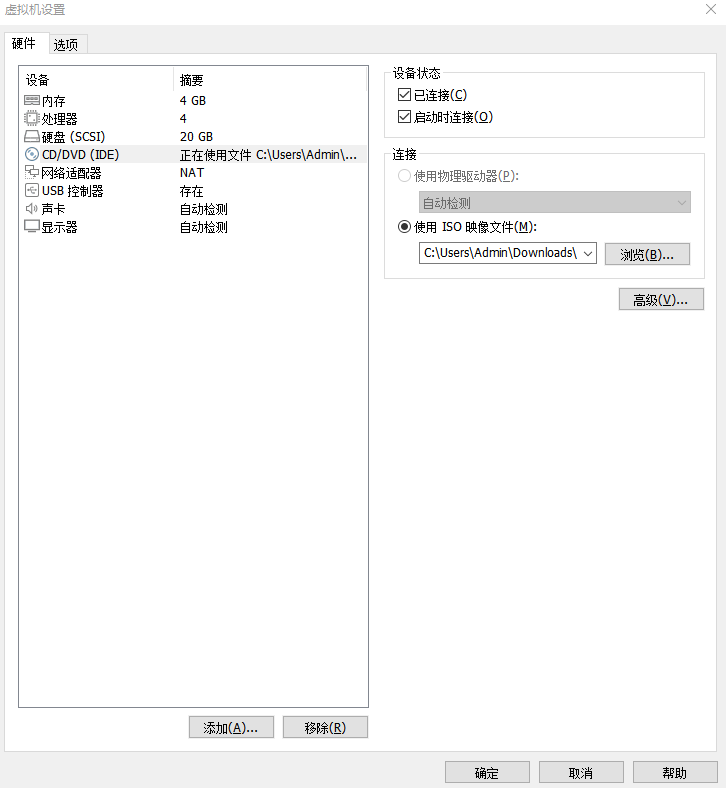 虚拟机设置
硬件 选项
设备 摘要
内存 4 GB
处理器 4
硬盘 (SCSI) 20 GB
CD/DVD (IDE) 正在使用文件 C:\Users\Admin\...
网络适配器 NAT
USB 控制器 存在
声卡 自动检测
显示器 自动检测
添加(A)... 移除(R)
设备状态
已连接(C)
启动时连接(O)
连接
使用物理驱动器(P):
自动检测
使用 ISO 映像文件(M):
C:\Users\Admin\Downloads\ 浏览(B)...
高级(V)...
确定 取消 帮助